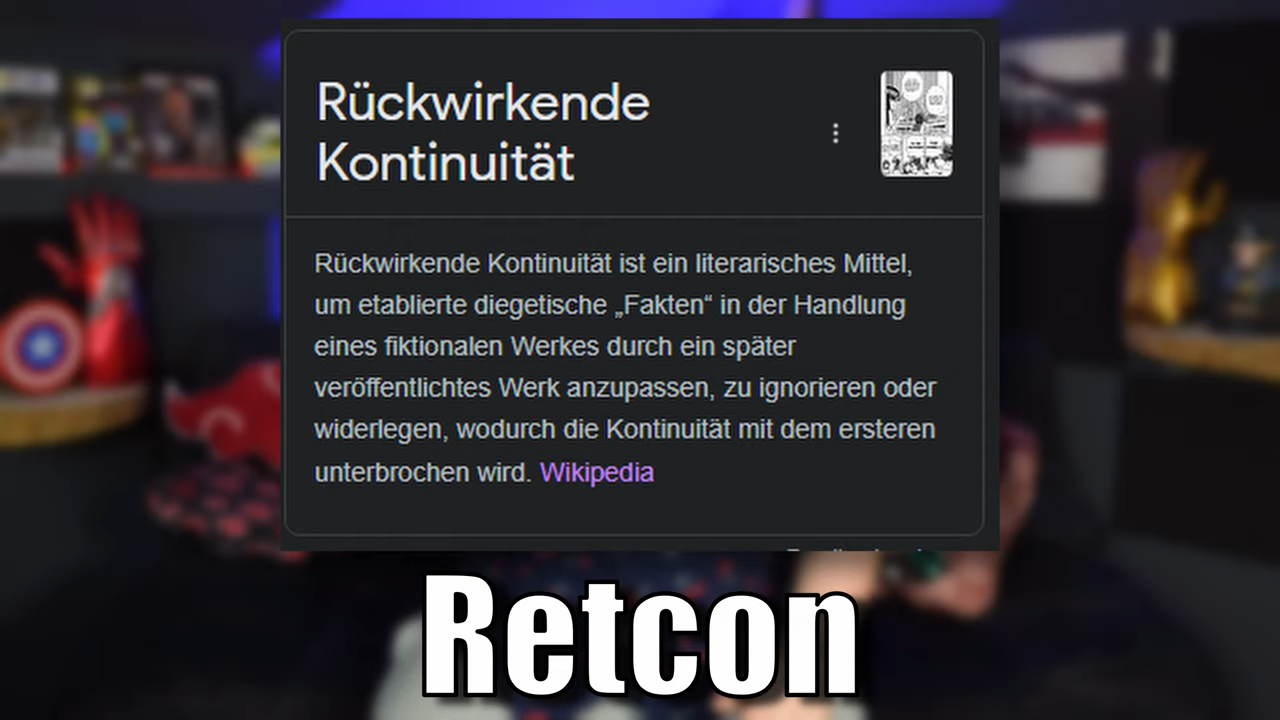 Rückwirkende
Kontinuität
Rückwirkende Kontinuität ist ein literarisches Mittel,
um etablierte diegetische „Fakten“ in der Handlung
eines fiktionalen Werkes durch ein später
veröffentlichtes Werk anzupassen, zu ignorieren oder
widerlegen, wodurch die Kontinuität mit dem ersteren
unterbrochen wird. Wikipedia
Retcon